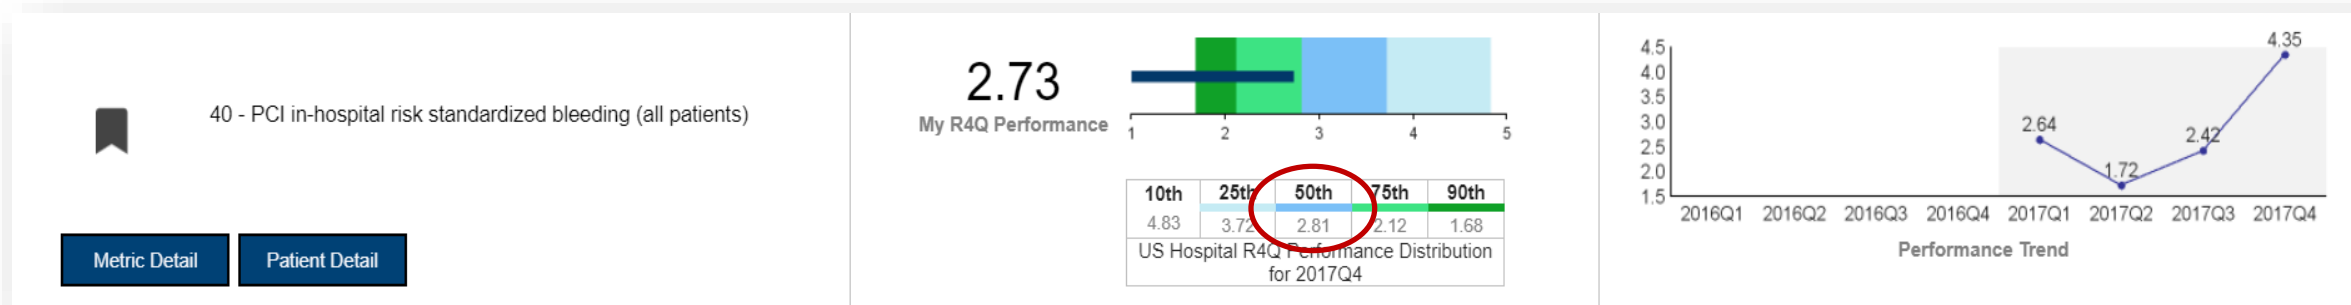 40 - PCI in-hospital risk standardized bleeding (all patients)
Metric Detail
Patient Detail
2.73
My R4Q Performance
1 2 3 4 5
10th 25th 50th 75th 90th
4.83 3.72 2.81 2.12 1.68
US Hospital R4Q Performance Distribution
for 2017Q4
4.5
4.0
3.5
3.0
2.5
2.0
1.5
2.64
1.72
2.42
4.35
2016Q1 2016Q2 2016Q3 2016Q4 2017Q1 2017Q2 2017Q3 2017Q4
Performance Trend